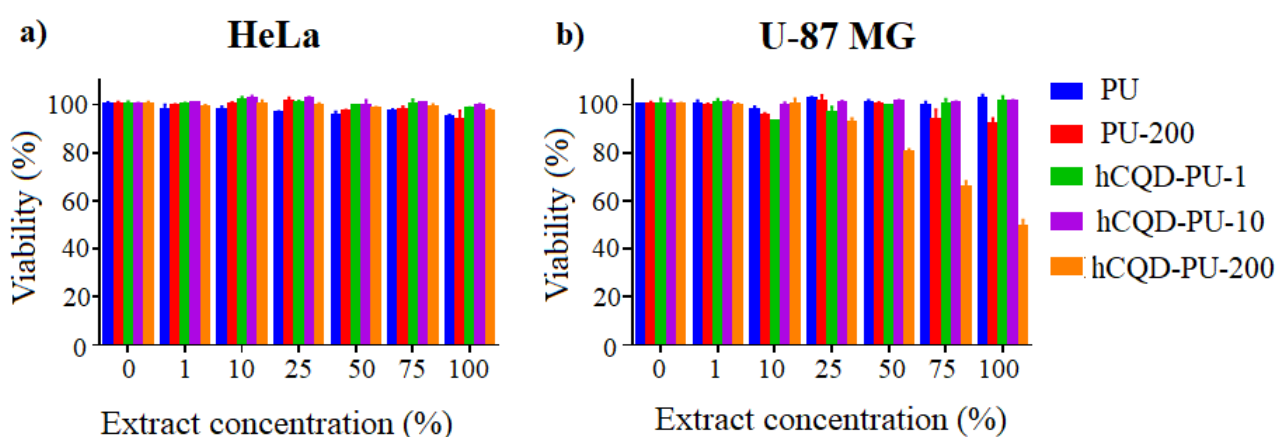 a) HeLa
Viability (%)
100
80
60
40
20
0
0 1 10 25 50 75 100
Extract concentration (%)
b) U-87 MG
Viability (%)
100
80
60
40
20
0
0 1 10 25 50 75 100
Extract concentration (%)
PU
PU-200
hCQD-PU-1
hCQD-PU-10
hCQD-PU-200